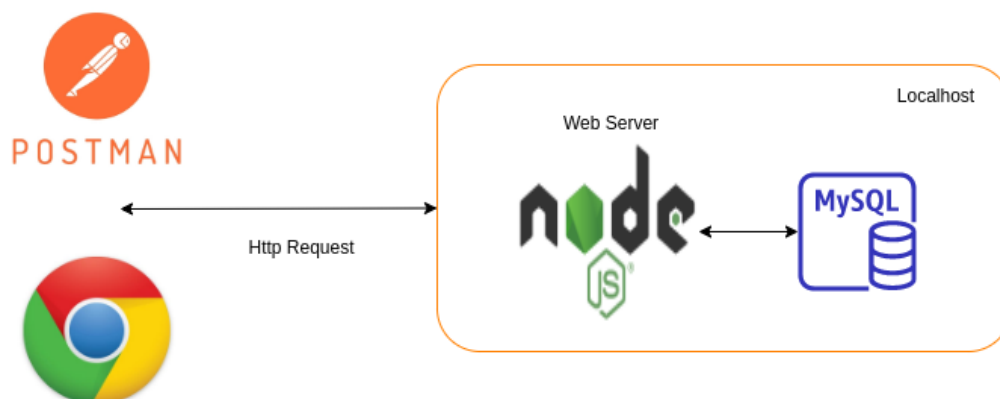 POSTMAN
Http Request
Localhost
Web Server
node
JS
®
MySQL